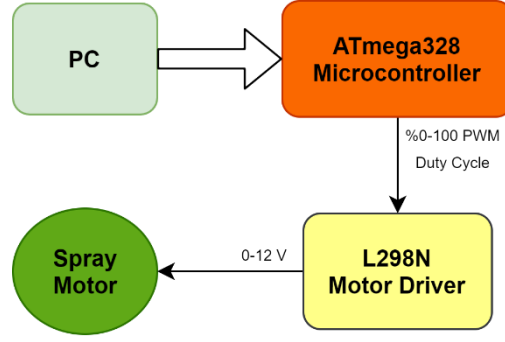 PC
ATmega328
Microcontroller
%0-100 PWM
Duty Cycle
Spray
Motor
0-12 V
L298N
Motor Driver